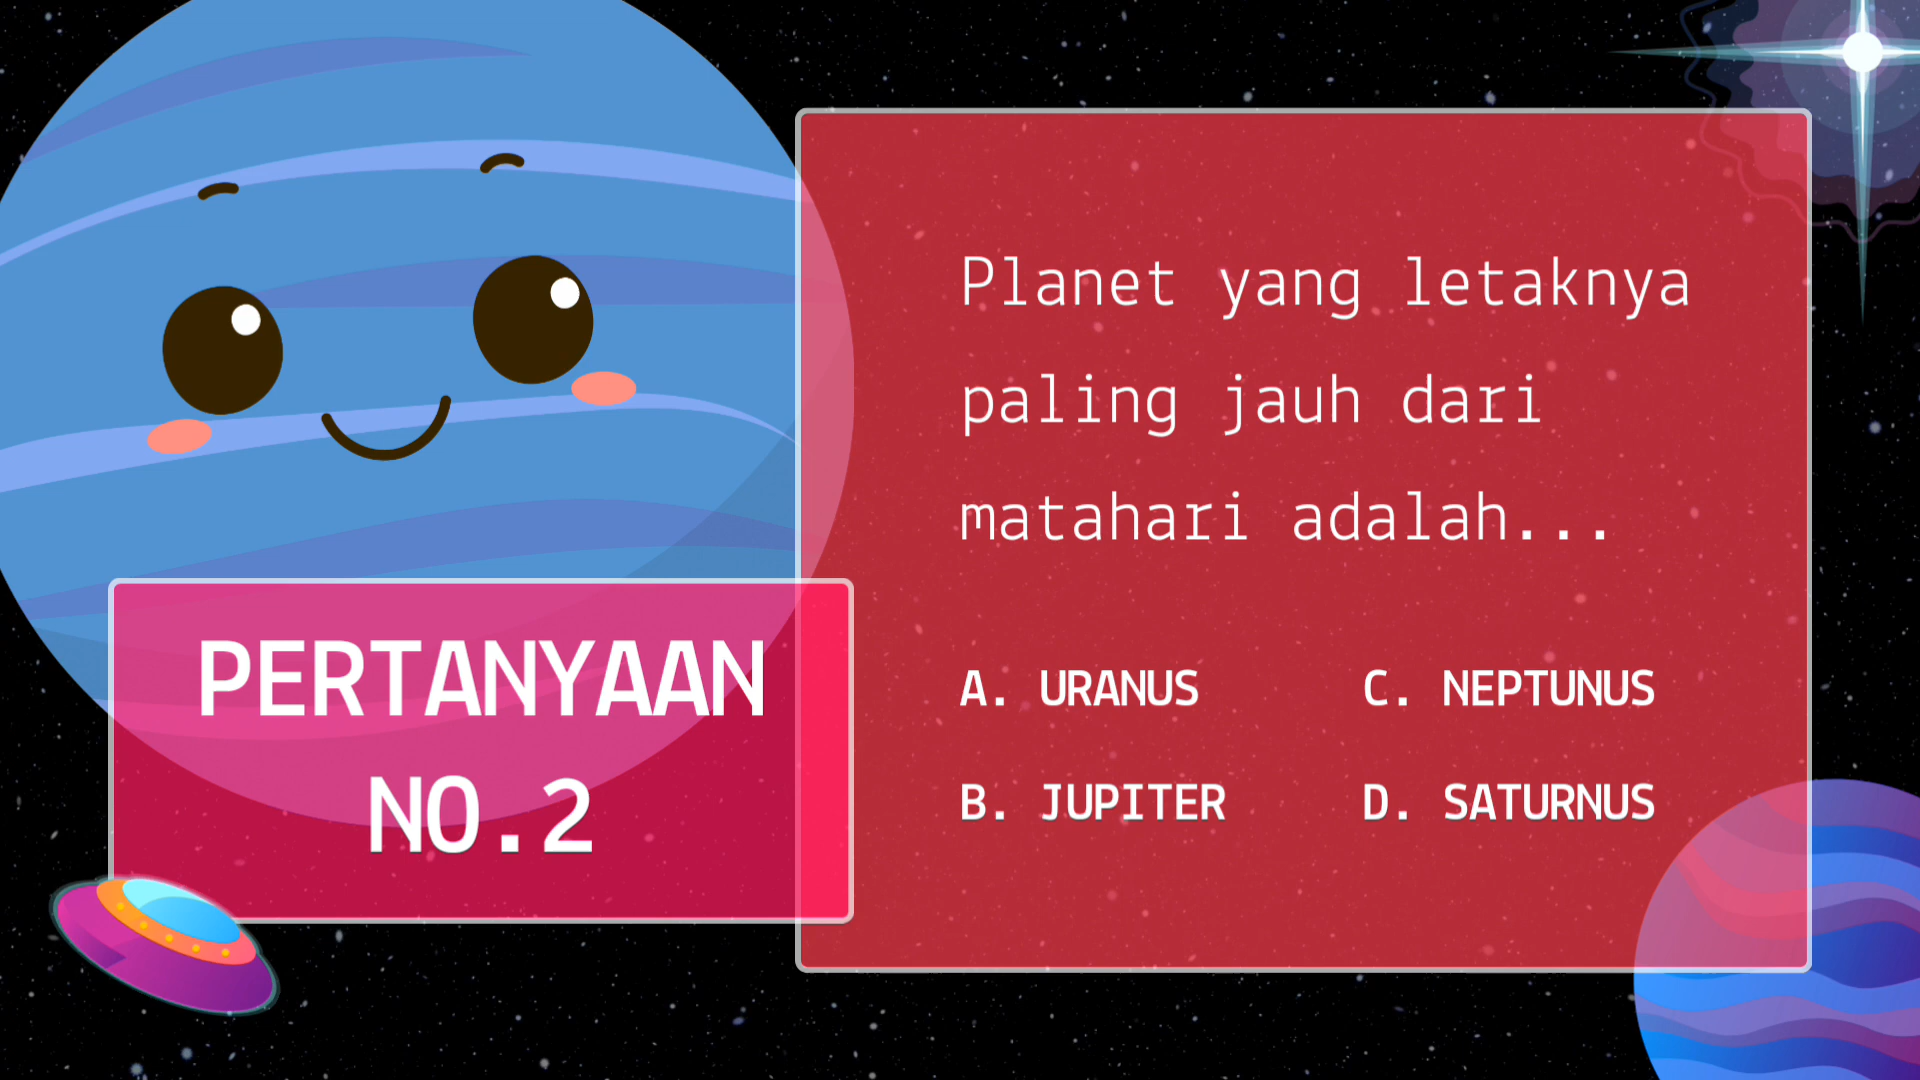 PERTANYAAN
NO.2
Planet yang letaknya
paling jauh dari
matahari adalah...
A. URANUS
B. JUPITER
C. NEPTUNUS
D. SATURNUS